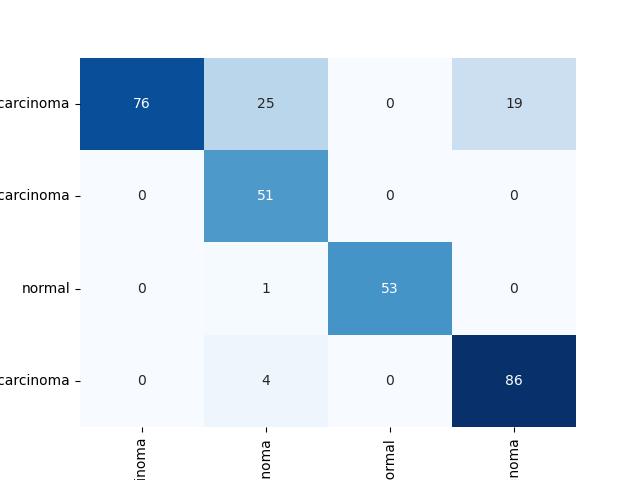 carcinoma 76 25 0 19
carcinoma 0 51 0 0
normal 0 1 53 0
carcinoma 0 4 0 86
inoma noma ormal noma